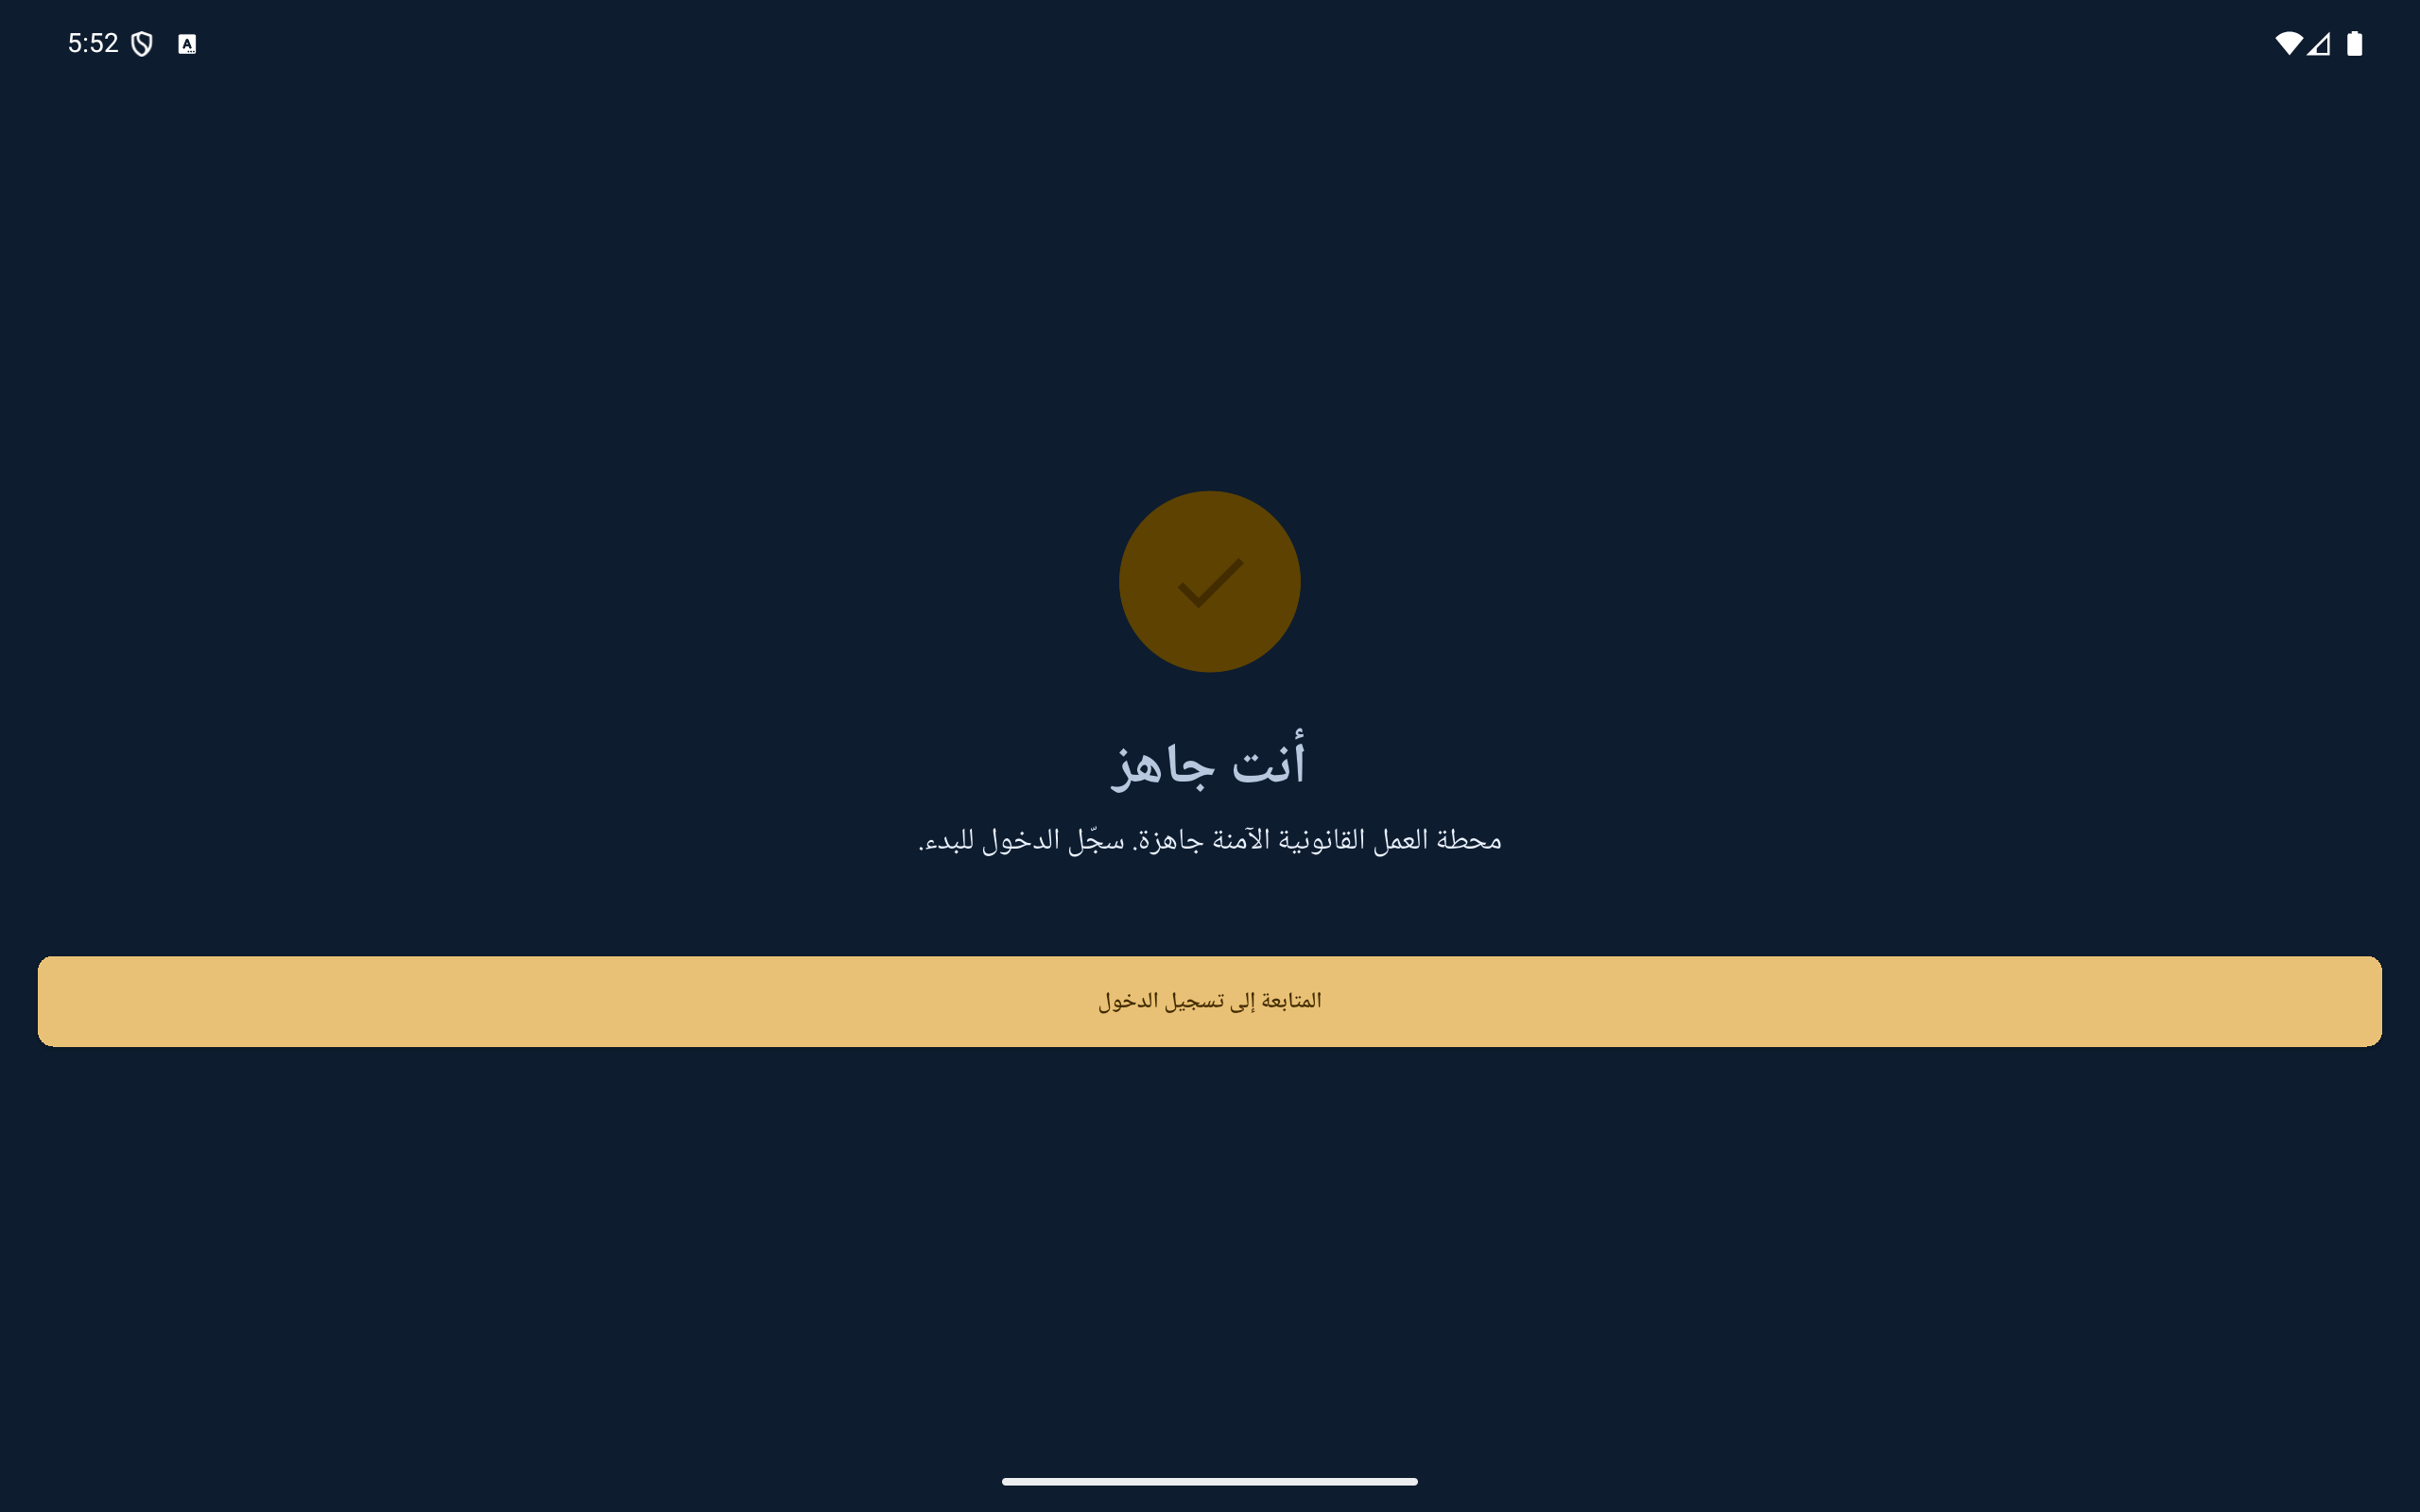 5:52
أنت جاهز
محطة العمل القانونية الآمنة جاهزة. سجّل الدخول للبدء.
المتابعة إلى تسجيل الدخول